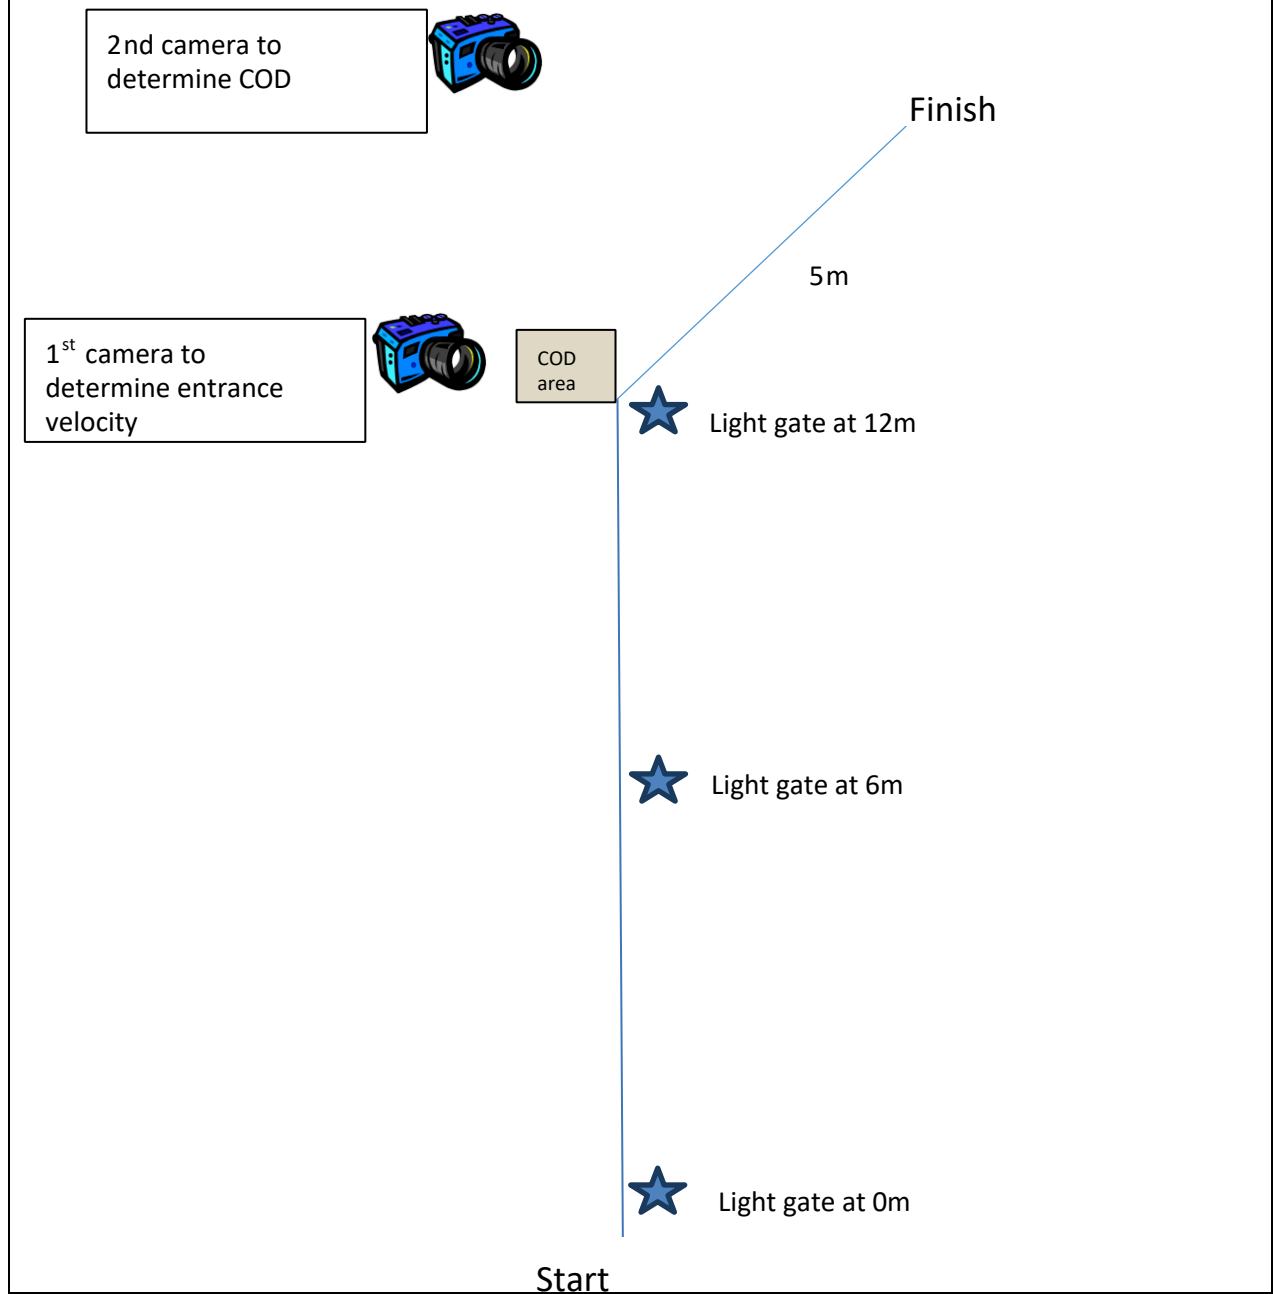 2nd camera to
determine COD
Finish
5m
1st camera to
determine entrance
velocity
COD
area
Light gate at 12m
Light gate at 6m
Light gate at 0m
Start